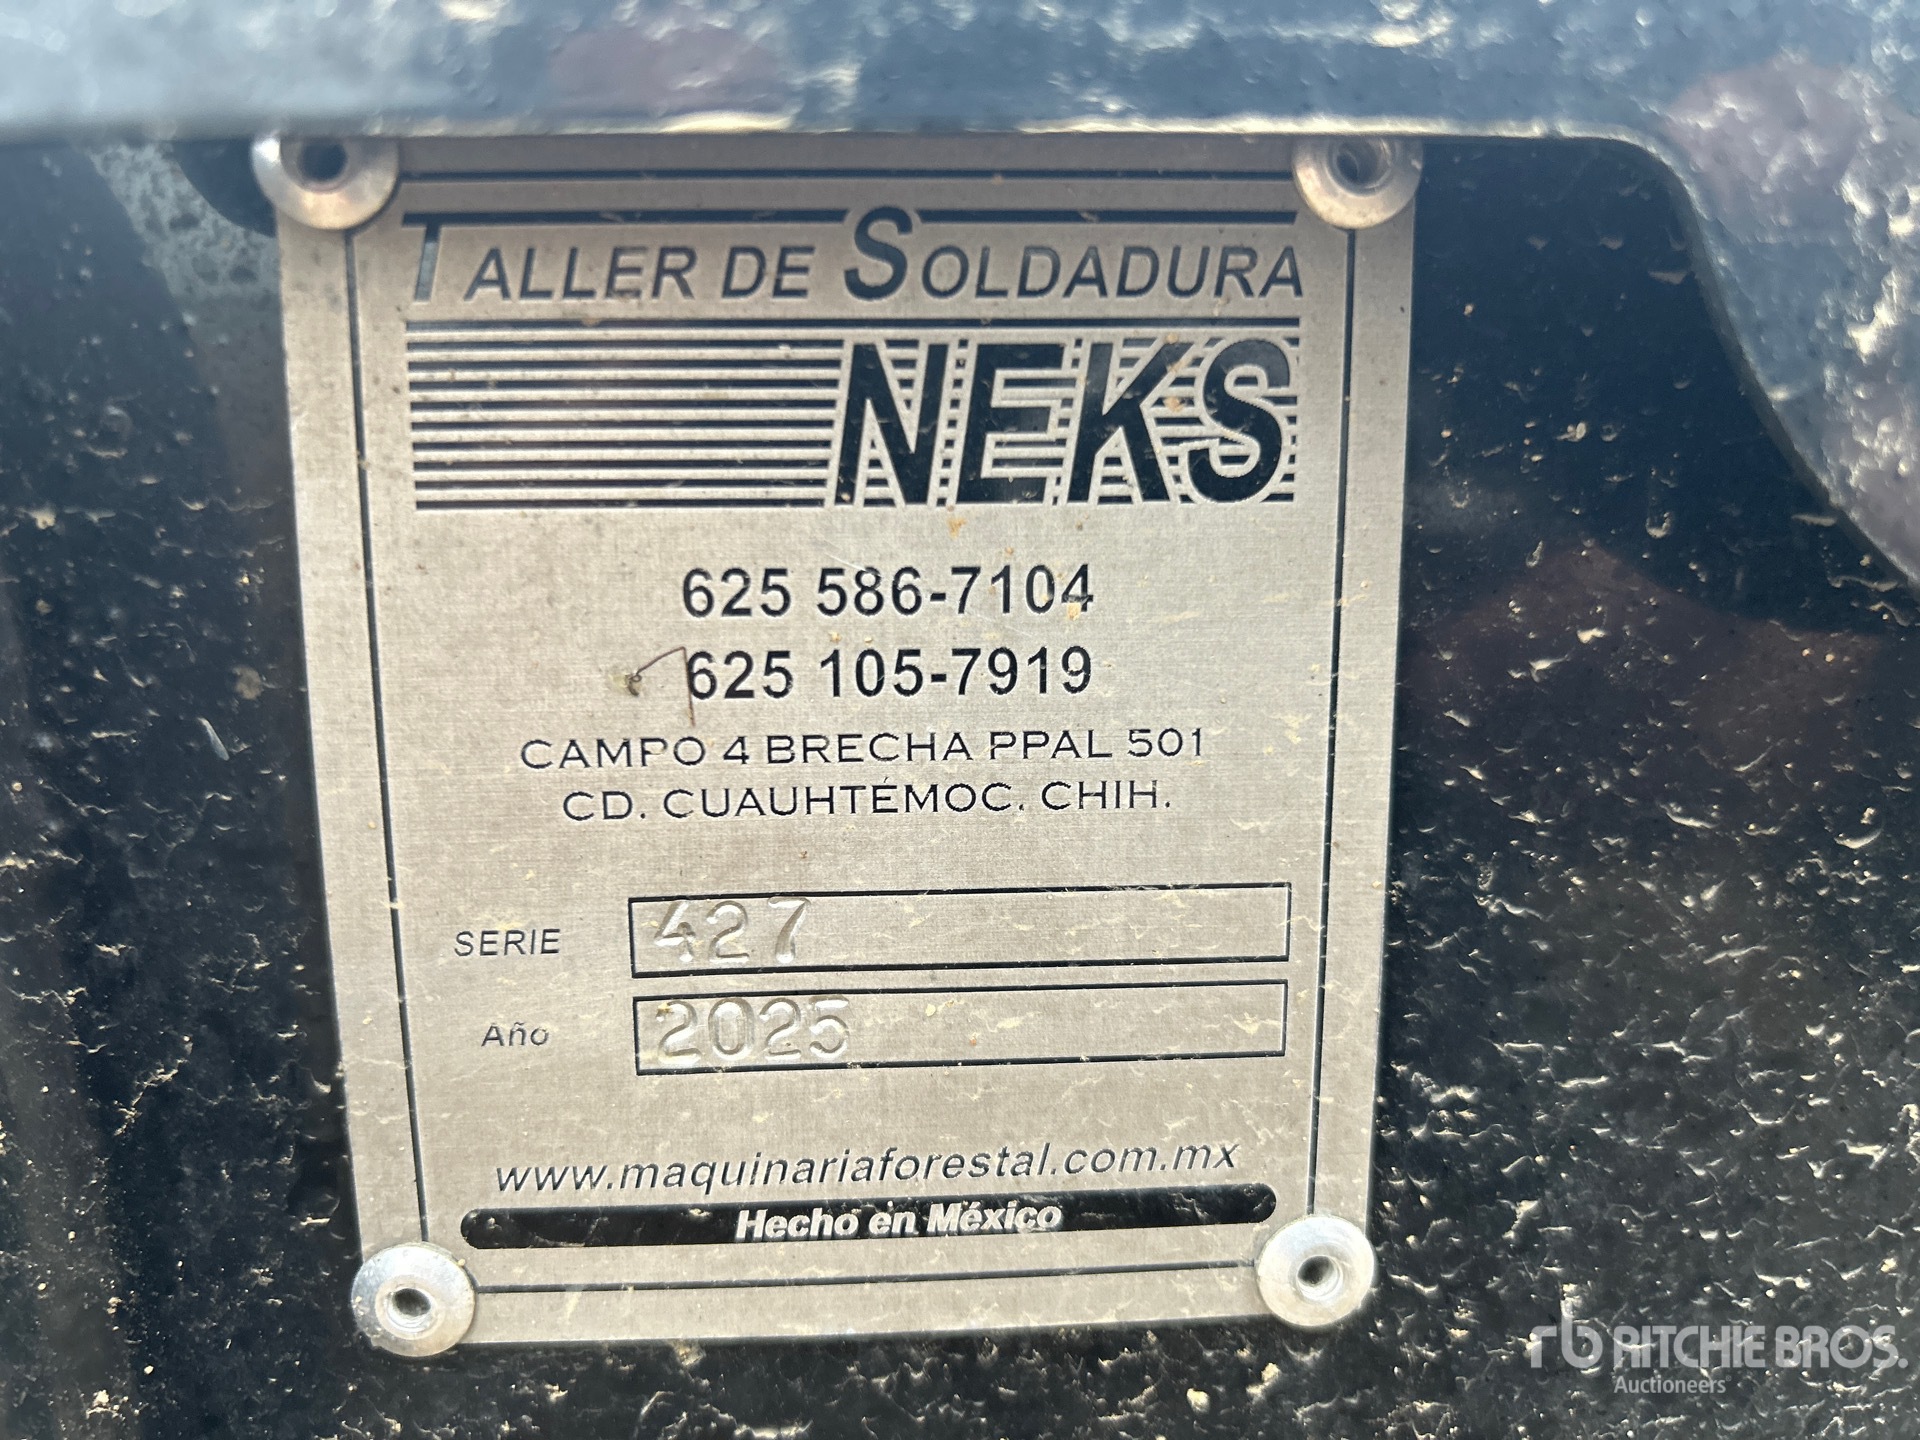 TALLER DE SOLDADURA
NEKS
625 586-7104
625 105-7919
CAMPO 4 BRECHA PPAL 501
CD. CUAUHTÉMOC, CHIH.
SERIE 427
Año 2025
www.maquinariaforestal.com.mx
Hecho en México
rb RITCHIE BROS.
Auctioneers